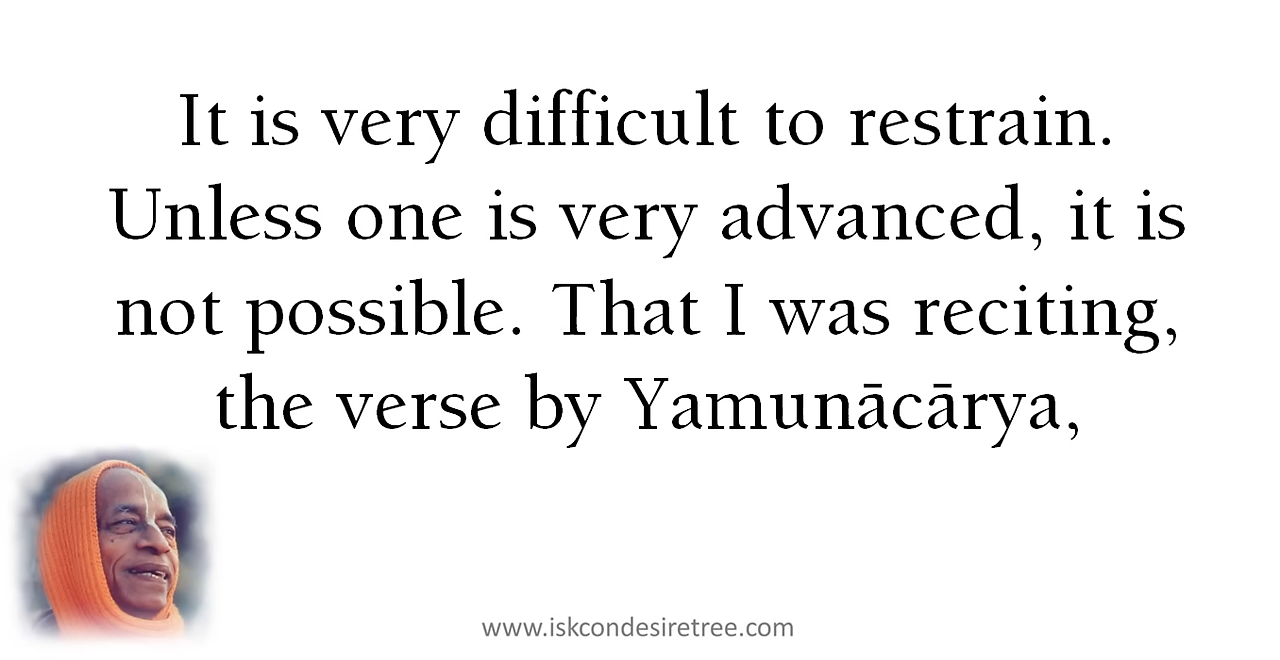 It is very difficult to restrain.
Unless one is very advanced, it is
not possible. That I was reciting,
the verse by Yamunācārya,
www.iskcondesiretree.com